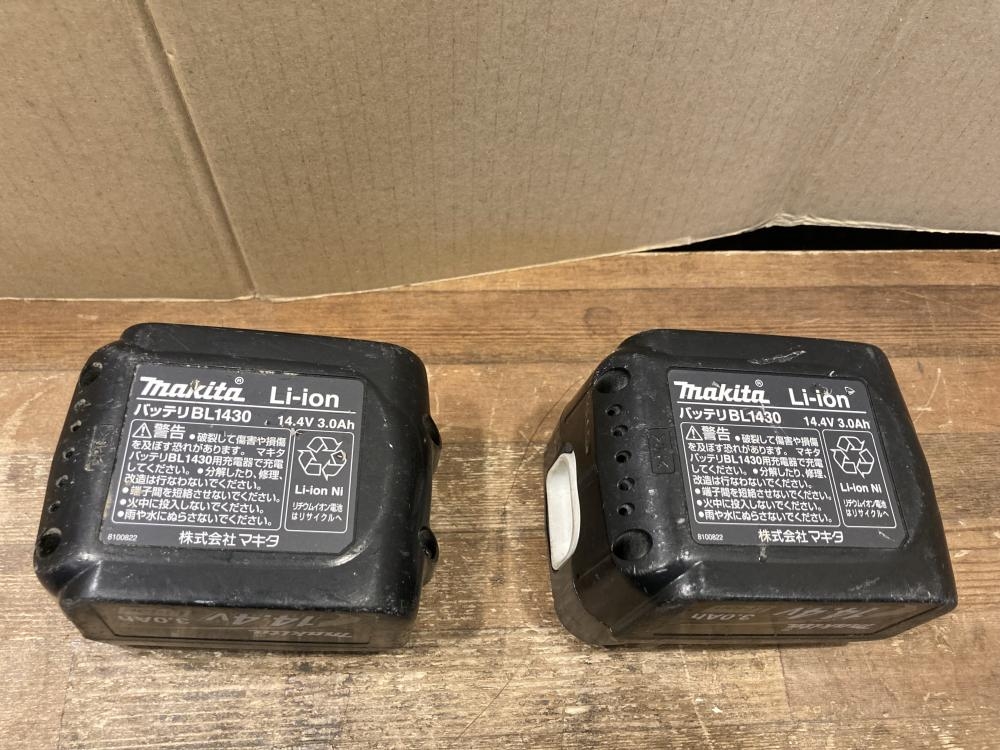 makita® Li-ion
バッテリBL1430 14.4V 3.0Ah
⚠警告 ●破裂して傷害や損傷
を及ぼす恐れがあります。マキタ
バッテリBL1430用充電器で充電
してください。●分解したり、修理、
改造は行なわないでください。
●端子間を短絡させないでください。
●火中に投入しないでください。
●雨や水にぬらさないでください。
Li-ion Ni
リチウムイオン電池
はリサイクルへ
8100822 株式会社マキタ
makita 14.4V 3.0Ah
makita® Li-ion
バッテリBL1430 14.4V 3.0Ah
⚠警告 ●破裂して傷害や損傷
を及ぼす恐れがあります。マキタ
バッテリBL1430用充電器で充電
してください。●分解したり、修理、
改造は行なわないでください。
●端子間を短絡させないでください。
●火中に投入しないでください。
●雨や水にぬらさないでください。
Li-ion Ni
リチウムイオン電池
はリサイクルへ
8100822 株式会社マキタ
makita 14.4V 3.0Ah